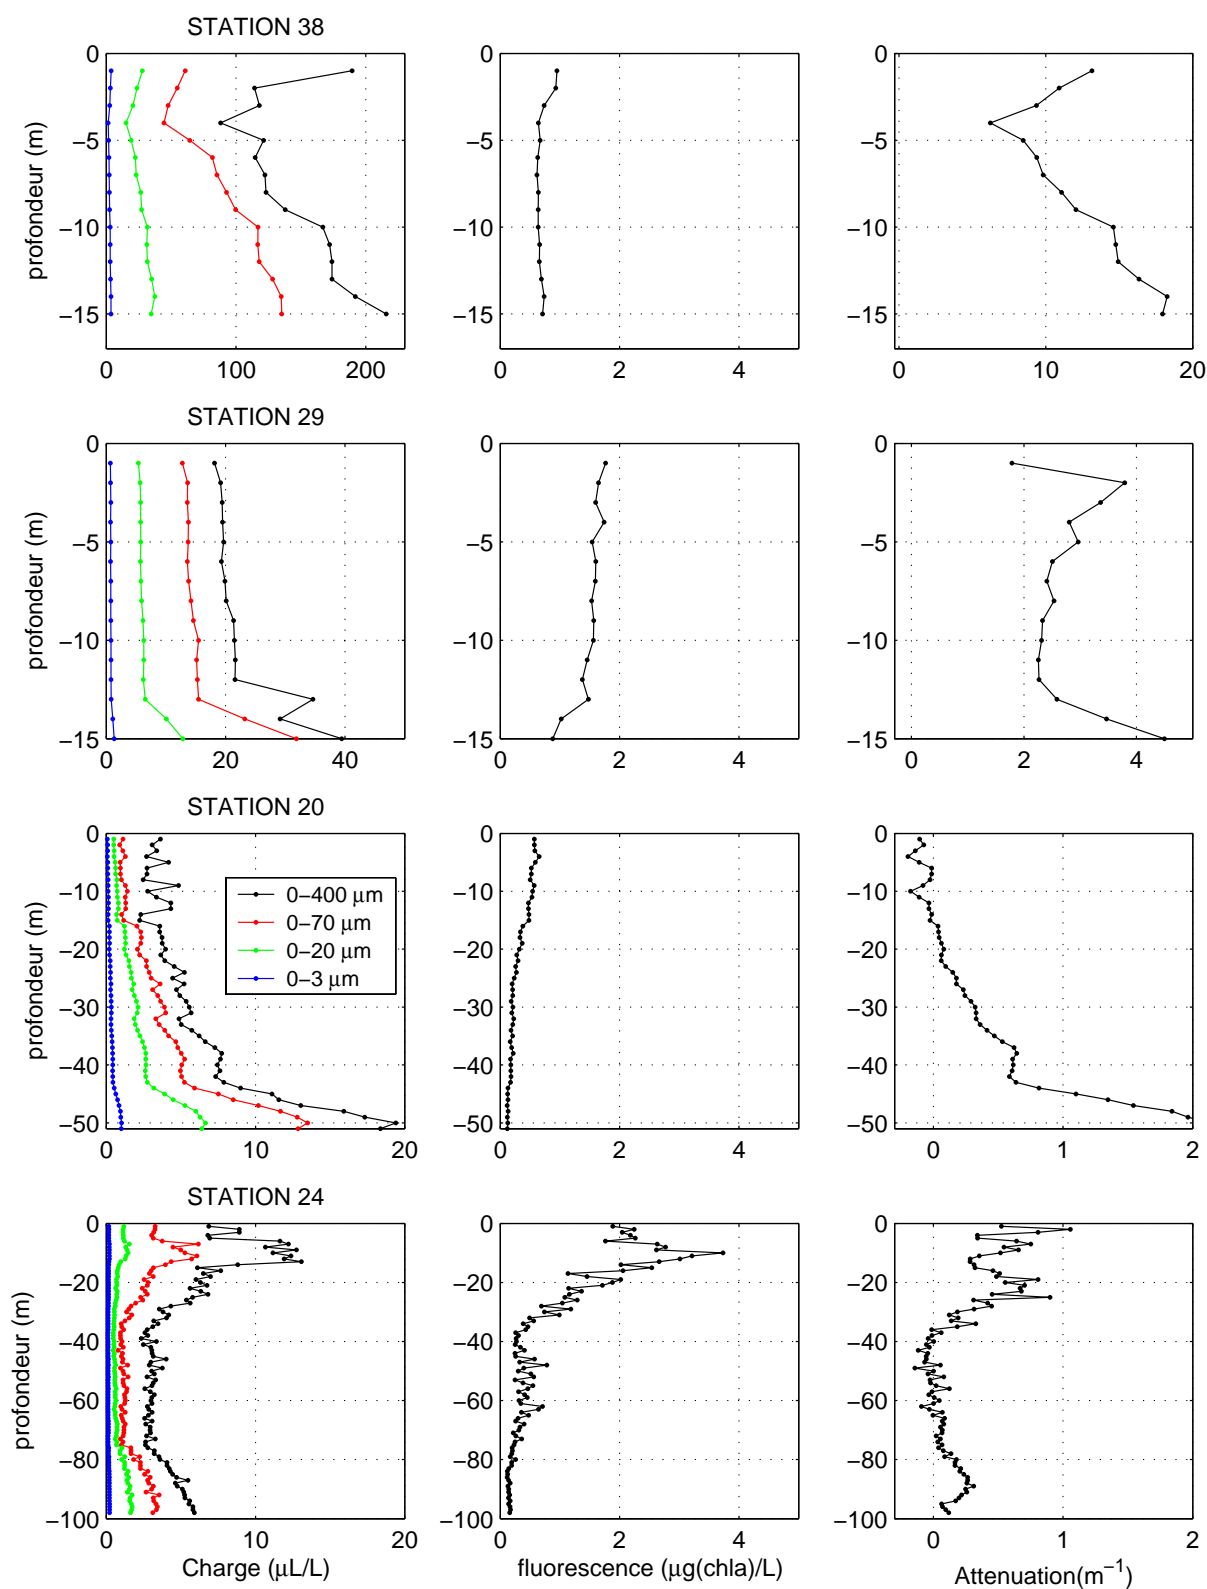 STATION 38
0
−5
−10
−15
profondeur (m)
0 100 200
0 2 4
0 10 20
STATION 29
0
−5
−10
−15
profondeur (m)
0 20 40
0 2 4
0 2 4
STATION 20
0
−10
−20
−30
−40
−50
profondeur (m)
0−400 μm
0−70 μm
0−20 μm
0−3 μm
0 10 20
0 2 4
0 1 2
STATION 24
0
−20
−40
−60
−80
−100
profondeur (m)
0 10 20
0 2 4
0 1 2
Charge (μL/L)
fluorescence (μg(chla)/L)
Attenuation(m⁻¹)
0
−5
−10
−15
0
−5
−10
−15
0
−5
−10
−15
0
−5
−10
−15
0
−10
−20
−30
−40
−50
0
−10
−20
−30
−40
−50
0
−20
−40
−60
−80
−100
0
−20
−40
−60
−80
−100